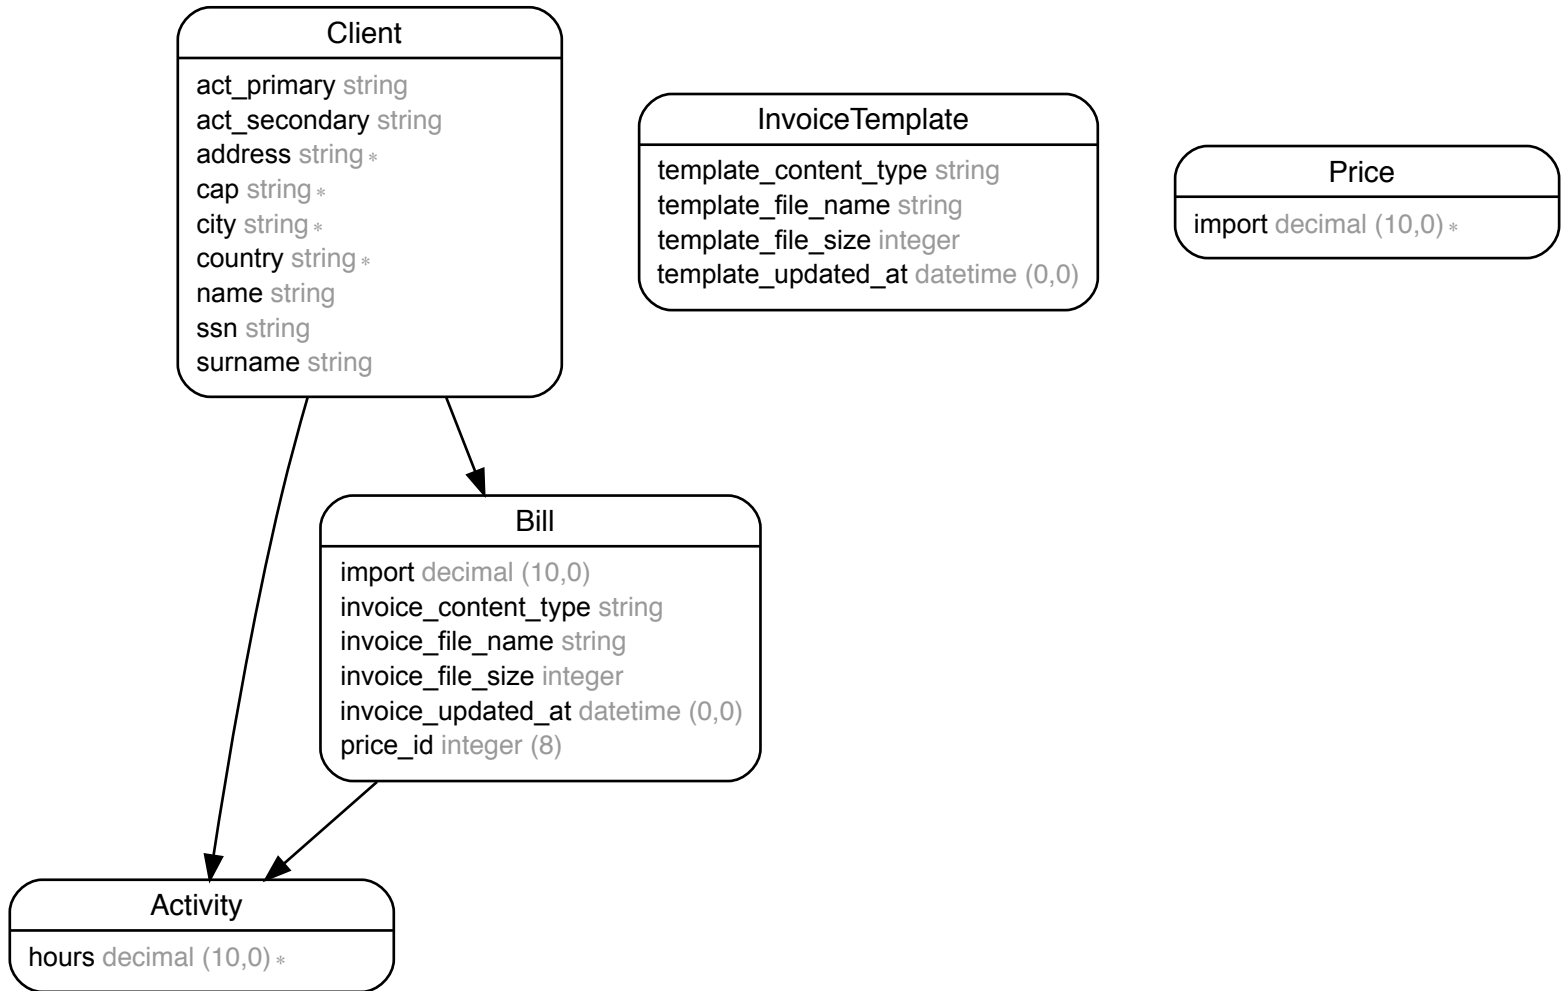 Client
act_primary string
act_secondary string
address string *
cap string *
city string *
country string *
name string
ssn string
surname string
InvoiceTemplate
template_content_type string
template_file_name string
template_file_size integer
template_updated_at datetime (0,0)
Price
import decimal (10,0) *
Bill
import decimal (10,0)
invoice_content_type string
invoice_file_name string
invoice_file_size integer
invoice_updated_at datetime (0,0)
price_id integer (8)
Activity
hours decimal (10,0) *